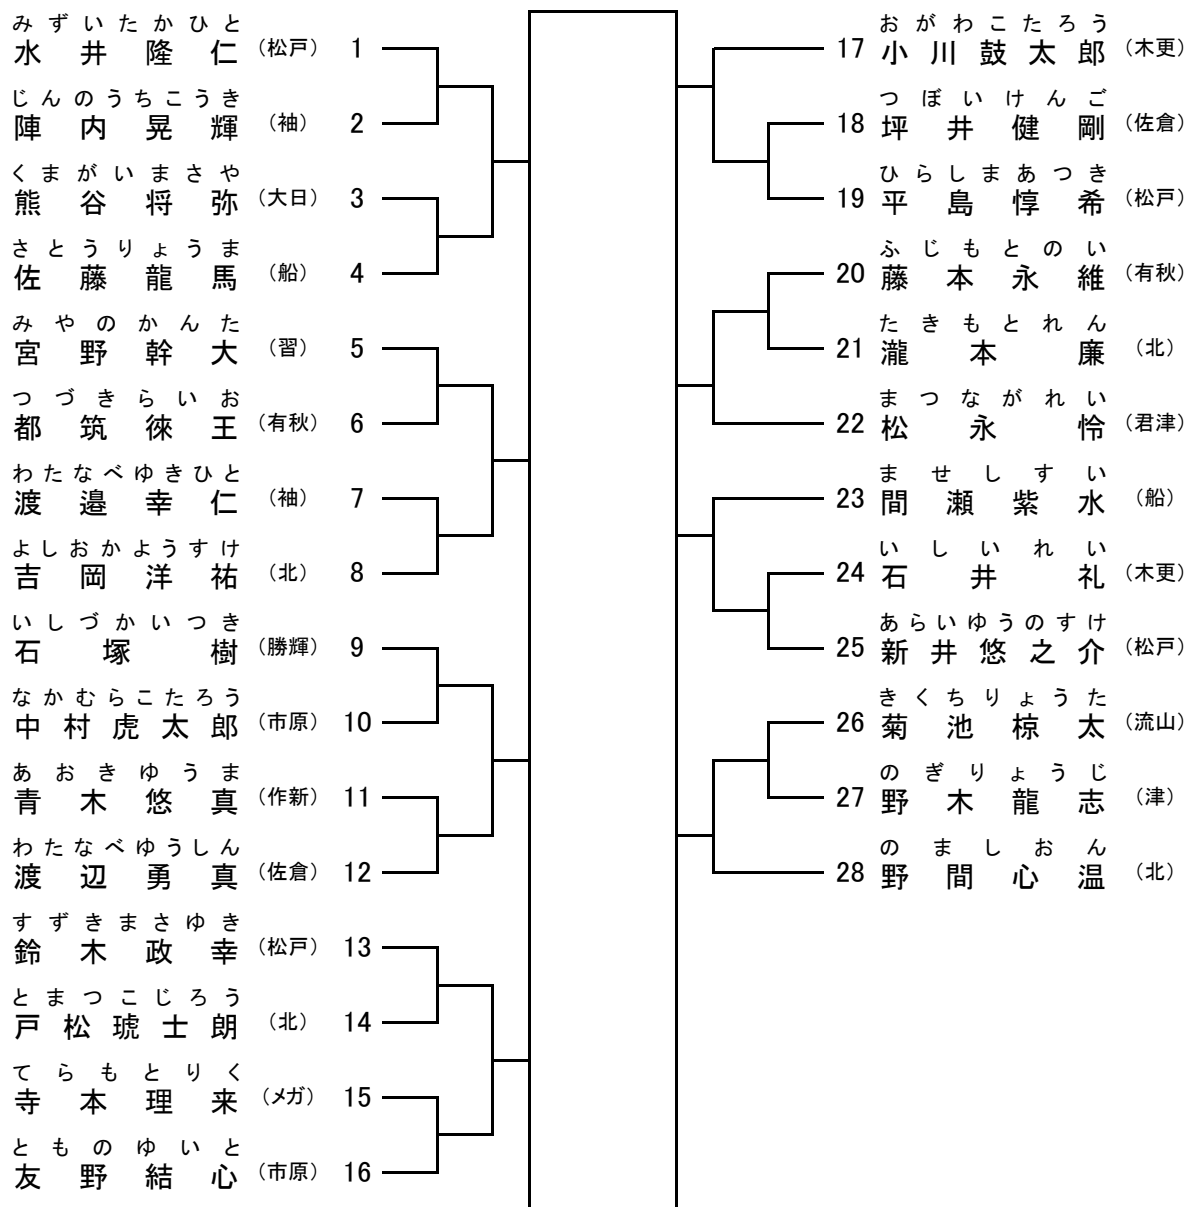 みずいたかひと
水井隆仁 （松戸） 1
じんのうちこうき
陣内晃輝 （袖） 2
くまがいまさや
熊谷将弥 （大日） 3
さとうりょうま
佐藤龍馬 （船） 4
みやのかんた
宮野幹大 （習） 5
つづきらいお
都筑徠王 （有秋） 6
わたなべゆきひと
渡邉幸仁 （袖） 7
よしおかようすけ
吉岡洋祐 （北） 8
いしづかいつき
石塚樹 （勝輝） 9
なかむらこたろう
中村虎太郎 （市原） 10
あおきゆうま
青木悠真 （作新） 11
わたなべゆうしん
渡辺勇真 （佐倉） 12
すずきまさゆき
鈴木政幸 （松戸） 13
とまつこじろう
戸松琥士朗 （北） 14
てらもとりく
寺本理来 （メガ） 15
とものゆいと
友野結心 （市原） 16
おがわこたろう
17 小川鼓太郎 （木更）
つぼいけんご
18 坪井健剛 （佐倉）
ひらしまあつき
19 平島惇希 （松戸）
ふじもとのい
20 藤本永維 （有秋）
たきもとれん
21 瀧本廉 （北）
まつながれい
22 松永怜 （君津）
ませしすい
23 間瀬紫水 （船）
いしいれい
24 石井礼 （木更）
あらいゆうのすけ
25 新井悠之介 （松戸）
きくちりょうた
26 菊池椋太 （流山）
のぎりょうじ
27 野木龍志 （津）
のましおん
28 野間心温 （北）